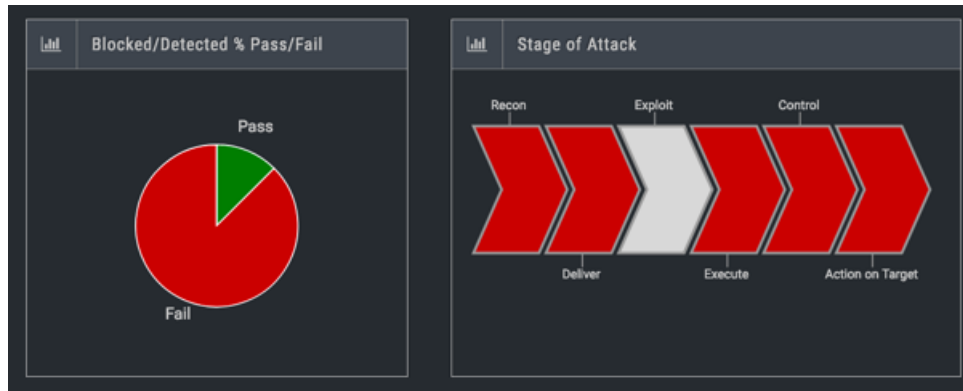 Blocked/Detected % Pass/Fail
Pass
Fail
Stage of Attack
Recon
Exploit
Control
Deliver
Execute
Action on Target